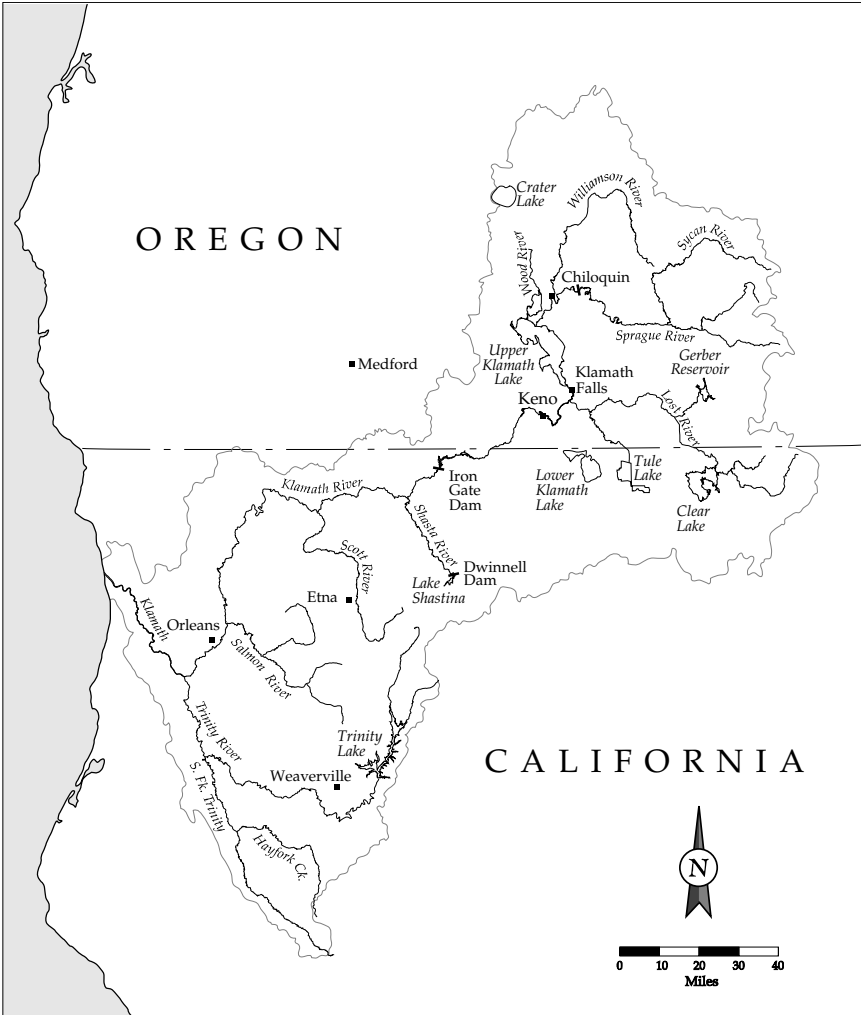 Crater
Lake
Williamson River
Sycan River
OREGON
Wood River
Chiloquin
Sprague River
Medford
Upper
Klamath
Lake
Gerber
Reservoir
Klamath
Falls
Keno
Lost River
Iron
Gate
Dam
Lower
Klamath
Lake
Tule
Lake
Clear
Lake
Klamath River
Shasta River
Scott River
Dwinnell
Dam
Lake
Shastina
Etna
Klamath
Orleans
Salmon River
Trinity River
Trinity
Lake
CALIFORNIA
Weaverville
S. Fk. Trinity
Hayfork Ck.
N
0 10 20 30 40
Miles